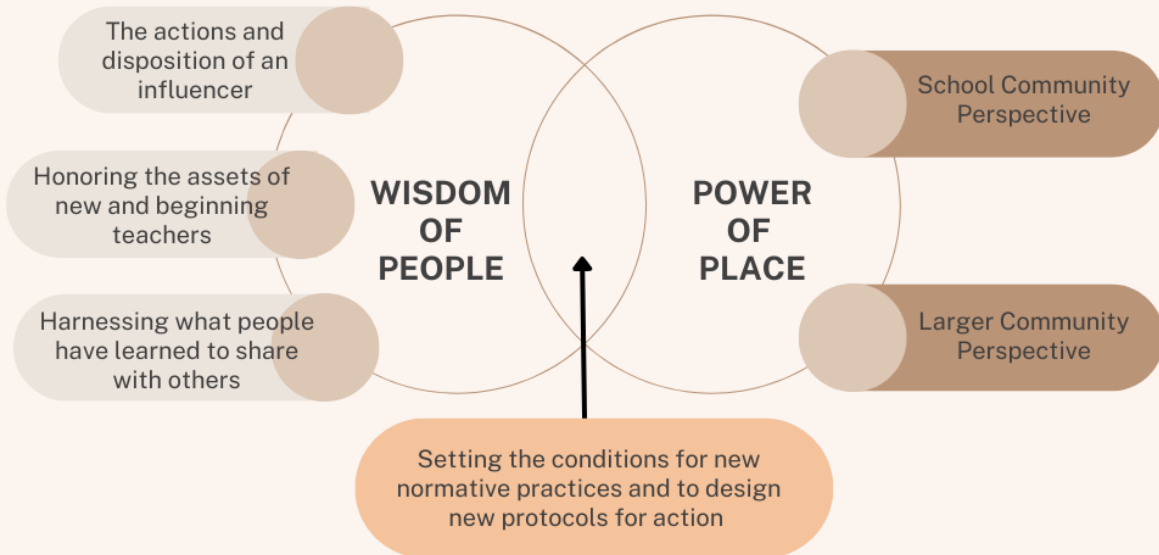 The actions and
disposition of an
influencer
Honoring the assets of
new and beginning
teachers
Harnessing what people
have learned to share
with others
WISDOM
OF
PEOPLE
POWER
OF
PLACE
School Community
Perspective
Larger Community
Perspective
Setting the conditions for new
normative practices and to design
new protocols for action